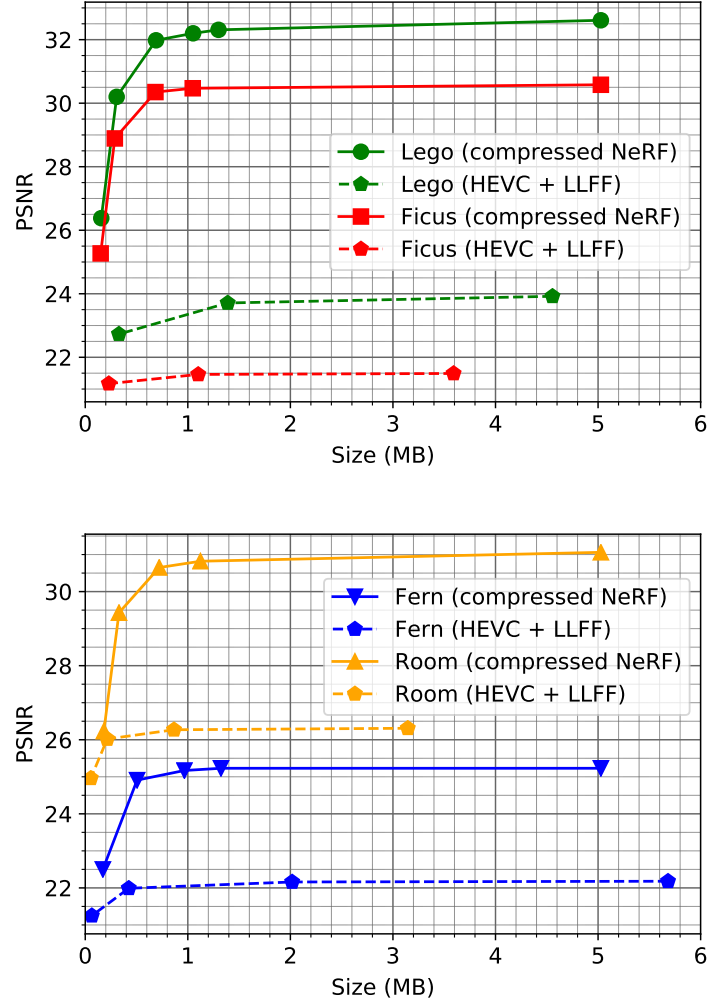 32
30
28
26
24
22
PSNR
Lego (compressed NeRF)
Lego (HEVC + LLFF)
Ficus (compressed NeRF)
Ficus (HEVC + LLFF)
0 1 2 3 4 5 6
Size (MB)
30
28
26
24
22
PSNR
Fern (compressed NeRF)
Fern (HEVC + LLFF)
Room (compressed NeRF)
Room (HEVC + LLFF)
0 1 2 3 4 5 6
Size (MB)